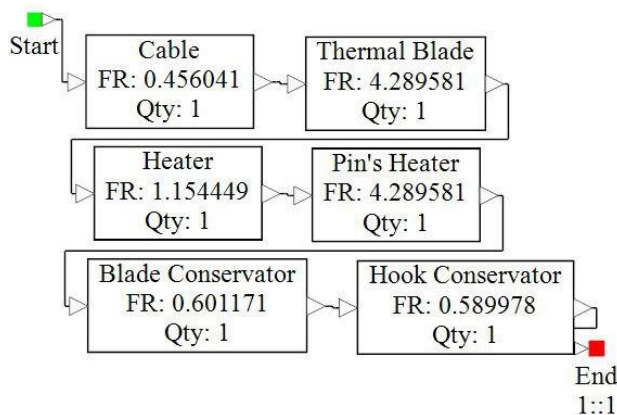 Start
Cable
FR: 0.456041
Qty: 1
Thermal Blade
FR: 4.289581
Qty: 1
Heater
FR: 1.154449
Qty: 1
Pin's Heater
FR: 4.289581
Qty: 1
Blade Conservator
FR: 0.601171
Qty: 1
Hook Conservator
FR: 0.589978
Qty: 1
End
1::1